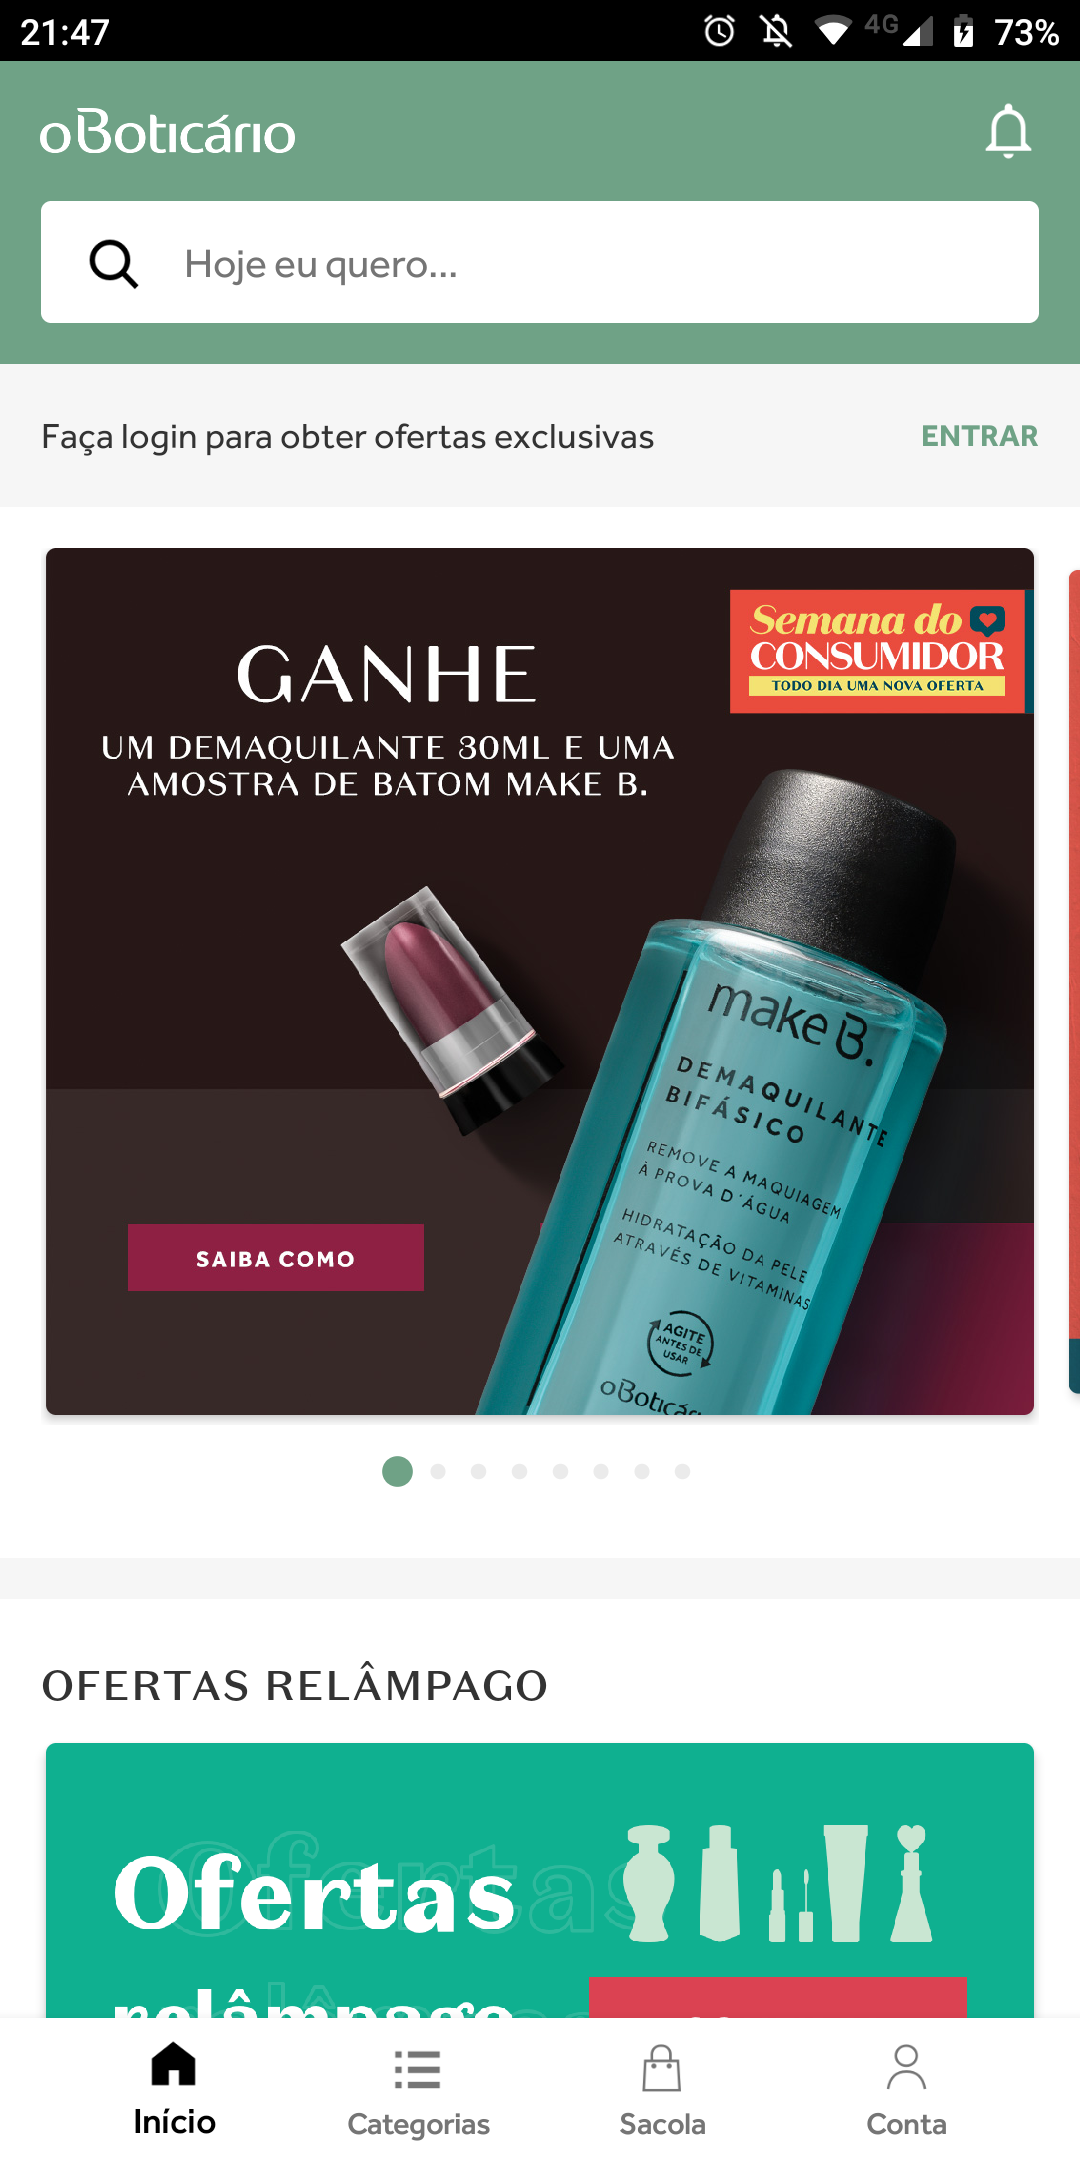 21:47
4G
73%
oBoticário
Hoje eu quero...
Faça login para obter ofertas exclusivas
ENTRAR
Semana do
CONSUMIDOR
TODO DIA UMA NOVA OFERTA
GANHE
UM DEMAQUILANTE 30ML E UMA
AMOSTRA DE BATOM MAKE B.
make B.
DEMAQUILANTE
BIFÁSICO
REMOVE A MAQUIAGEM
À PROVA D'ÁGUA
HIDRATAÇÃO DA PELE
ATRAVÉS DE VITAMINAS
AGITE
ANTES DE
USAR
oBoticári
SAIBA COMO
OFERTAS RELÂMPAGO
Ofertas
Ofertas
relâmpago
Início
Categorias
Sacola
Conta